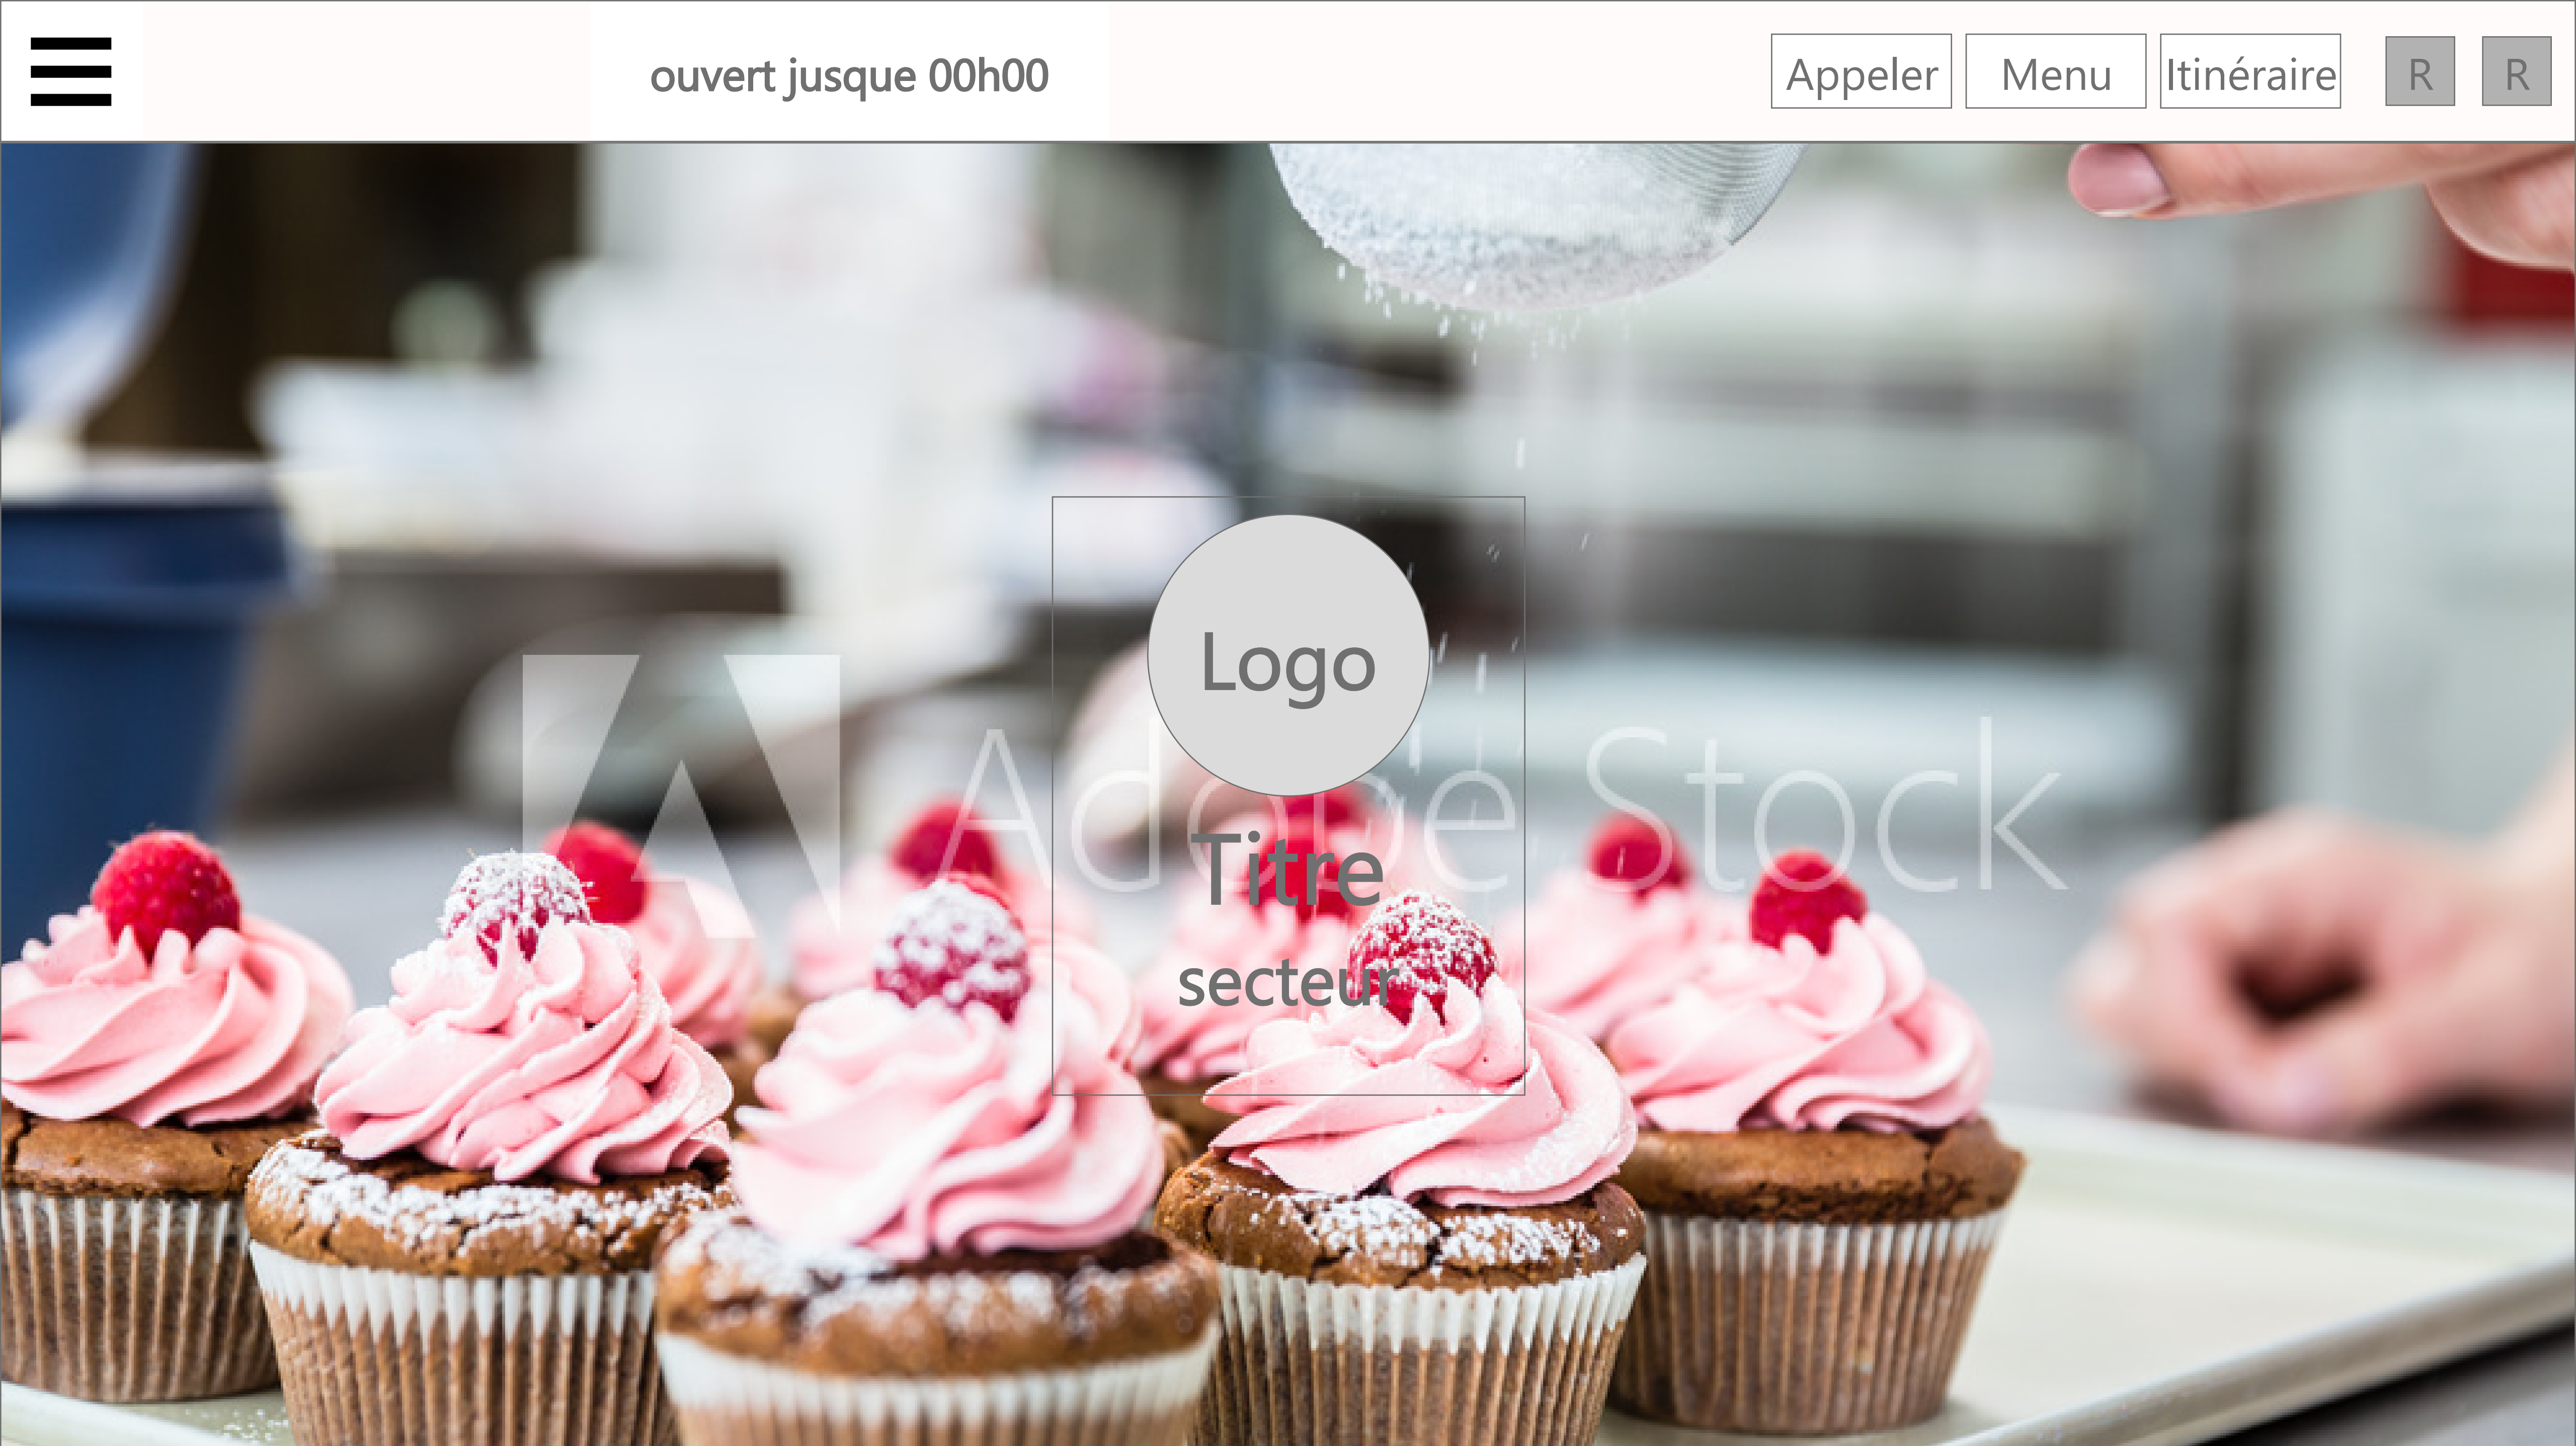 ouvert jusque 00h00
Appeler
Menu
Itinéraire
R
R
Logo
Adobe Stock
Titre
secteur